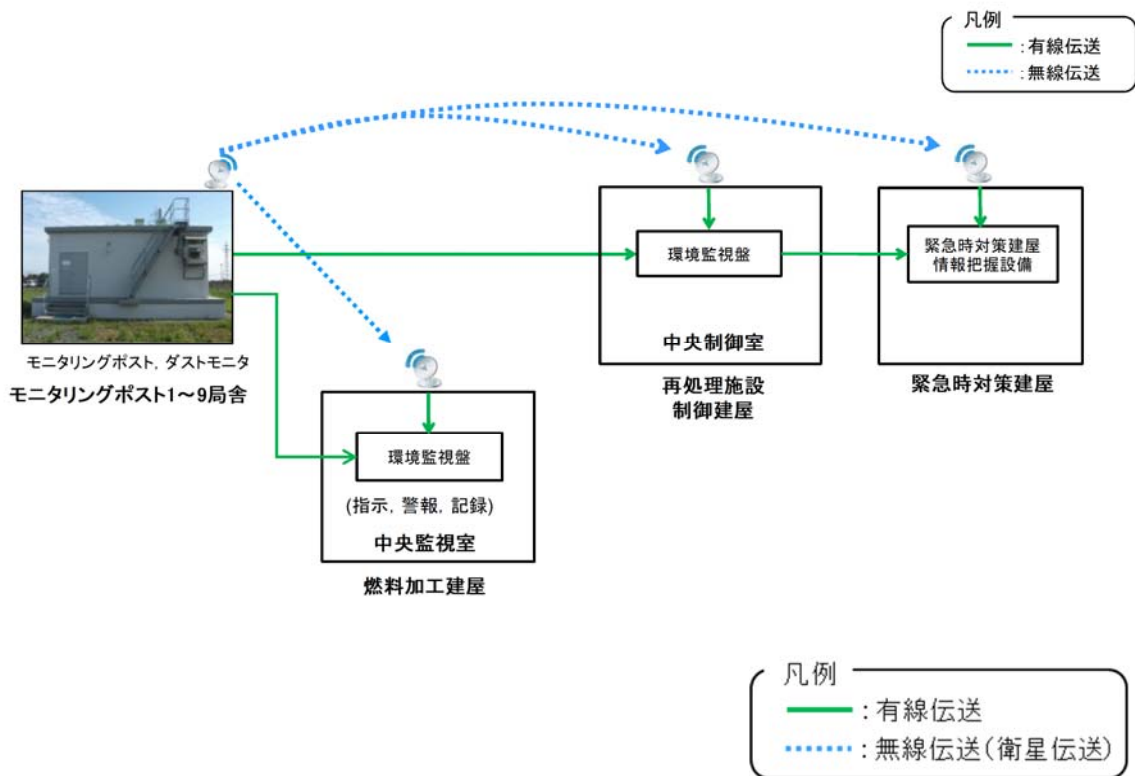 凡例
：有線伝送
：無線伝送
環境監視盤
中央制御室
再処理施設
制御建屋
緊急時対策建屋
情報把握設備
緊急時対策建屋
モニタリングポスト, ダストモニタ
モニタリングポスト1～9局舎
環境監視盤
(指示, 警報, 記録)
中央監視室
燃料加工建屋
凡例
：有線伝送
：無線伝送(衛星伝送)